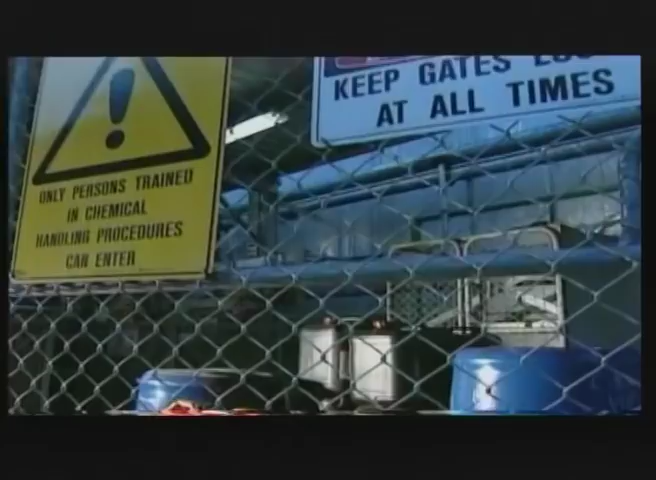 ONLY PERSONS TRAINED
IN CHEMICAL
HANDLING PROCEDURES
CAN ENTER
KEEP GATES
AT ALL TIMES